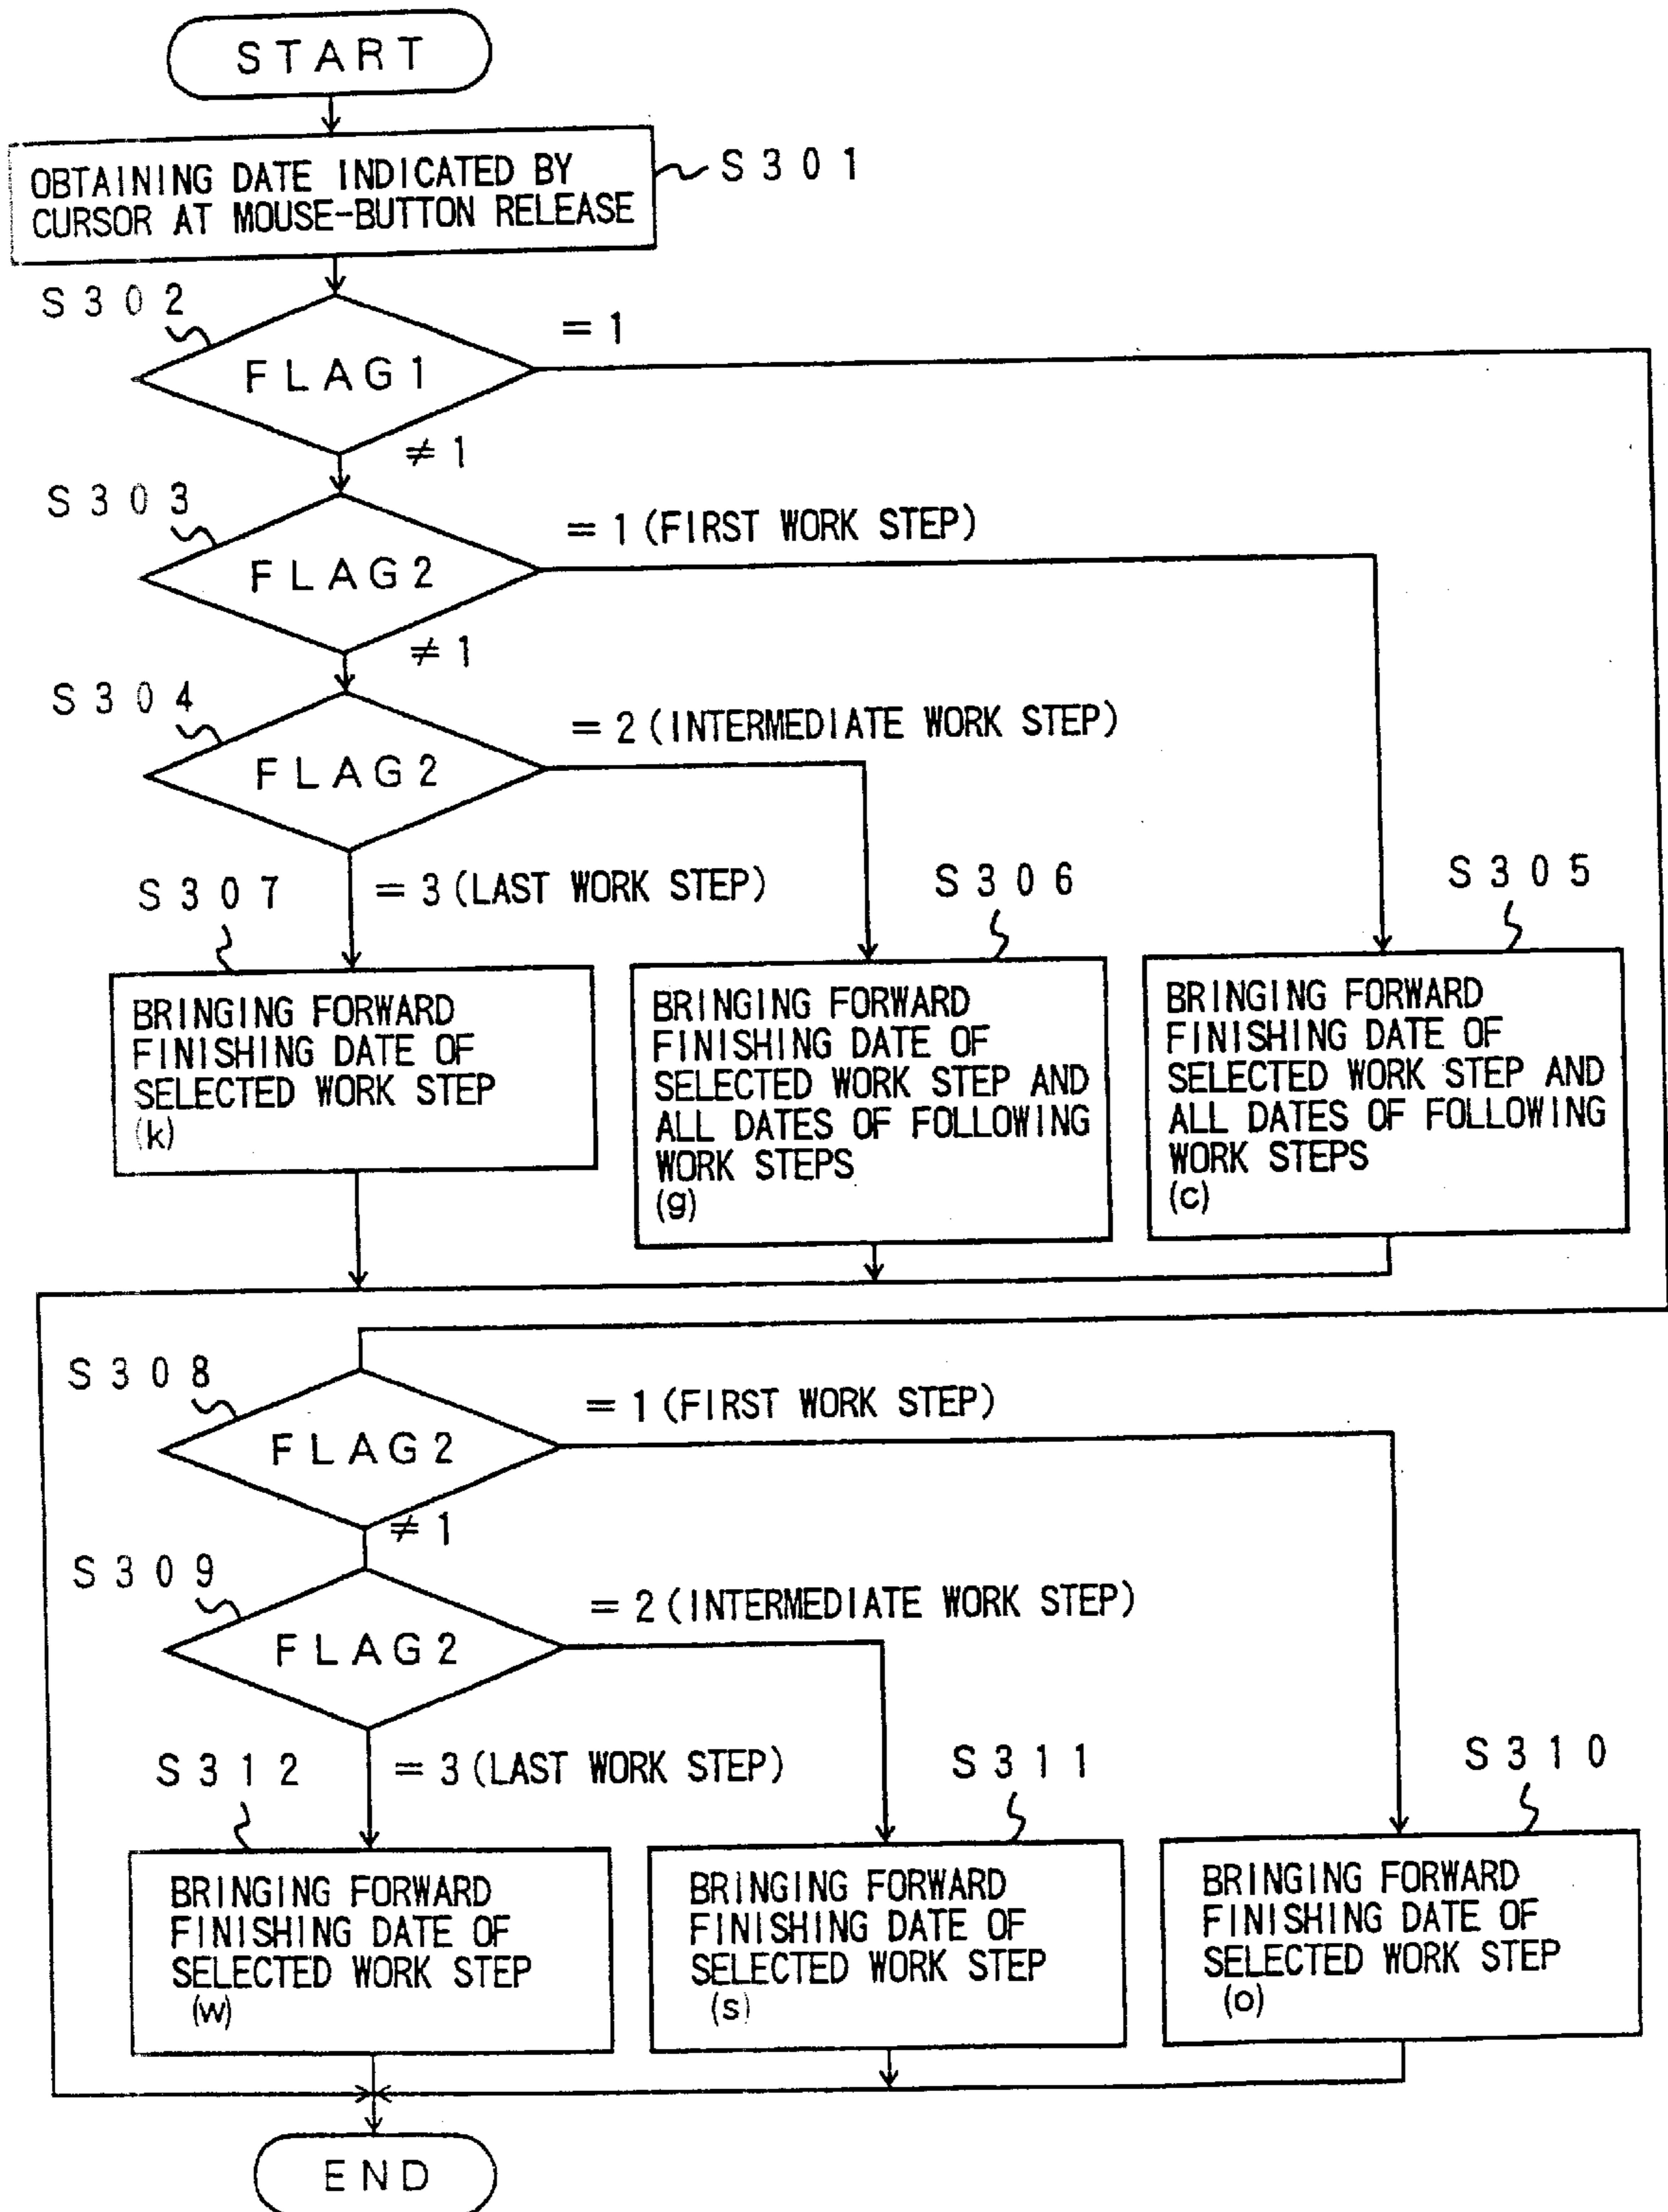 START
OBTAINING DATE INDICATED BY
CURSOR AT MOUSE-BUTTON RELEASE
S301
S302
FLAG1
= 1
≠ 1
S303
FLAG2
= 1 (FIRST WORK STEP)
≠ 1
S304
FLAG2
= 2 (INTERMEDIATE WORK STEP)
= 3 (LAST WORK STEP)
S307
BRINGING FORWARD
FINISHING DATE OF
SELECTED WORK STEP
(k)
S306
BRINGING FORWARD
FINISHING DATE OF
SELECTED WORK STEP AND
ALL DATES OF FOLLOWING
WORK STEPS
(g)
S305
BRINGING FORWARD
FINISHING DATE OF
SELECTED WORK STEP AND
ALL DATES OF FOLLOWING
WORK STEPS
(c)
S308
FLAG2
= 1 (FIRST WORK STEP)
≠ 1
S309
FLAG2
= 2 (INTERMEDIATE WORK STEP)
= 3 (LAST WORK STEP)
S312
BRINGING FORWARD
FINISHING DATE OF
SELECTED WORK STEP
(w)
S311
BRINGING FORWARD
FINISHING DATE OF
SELECTED WORK STEP
(s)
S310
BRINGING FORWARD
FINISHING DATE OF
SELECTED WORK STEP
(o)
END